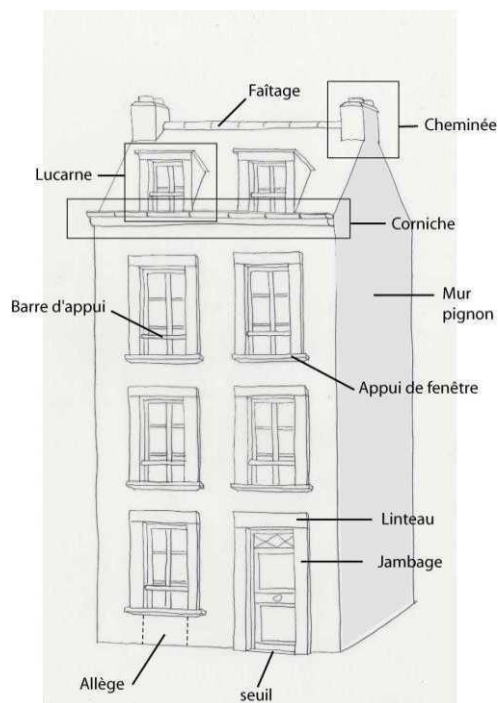 Faîtage
Cheminée
Lucarne
Corniche
Mur
pignon
Barre d'appui
Appui de fenêtre
Linteau
Jambage
Allège
seuil